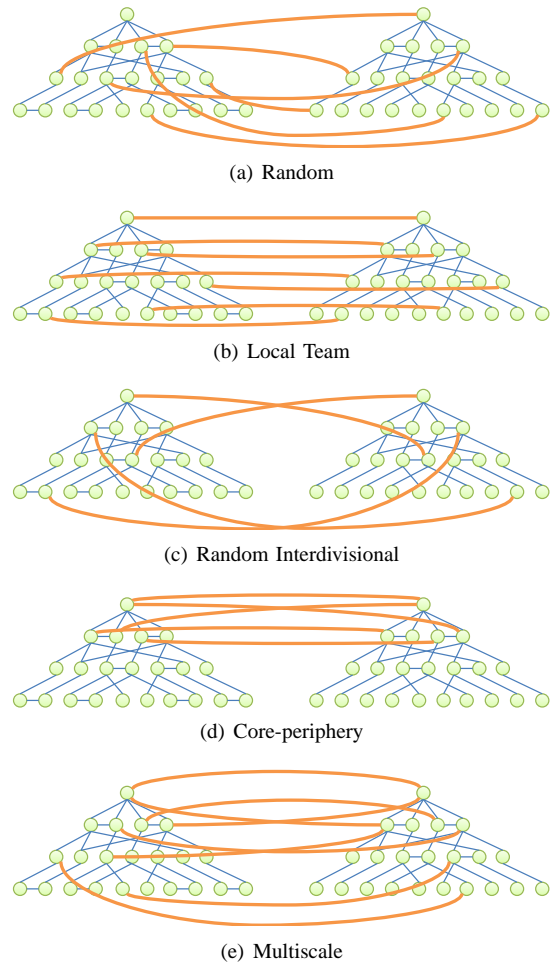 (a) Random
(b) Local Team
(c) Random Interdivisional
(d) Core-periphery
(e) Multiscale